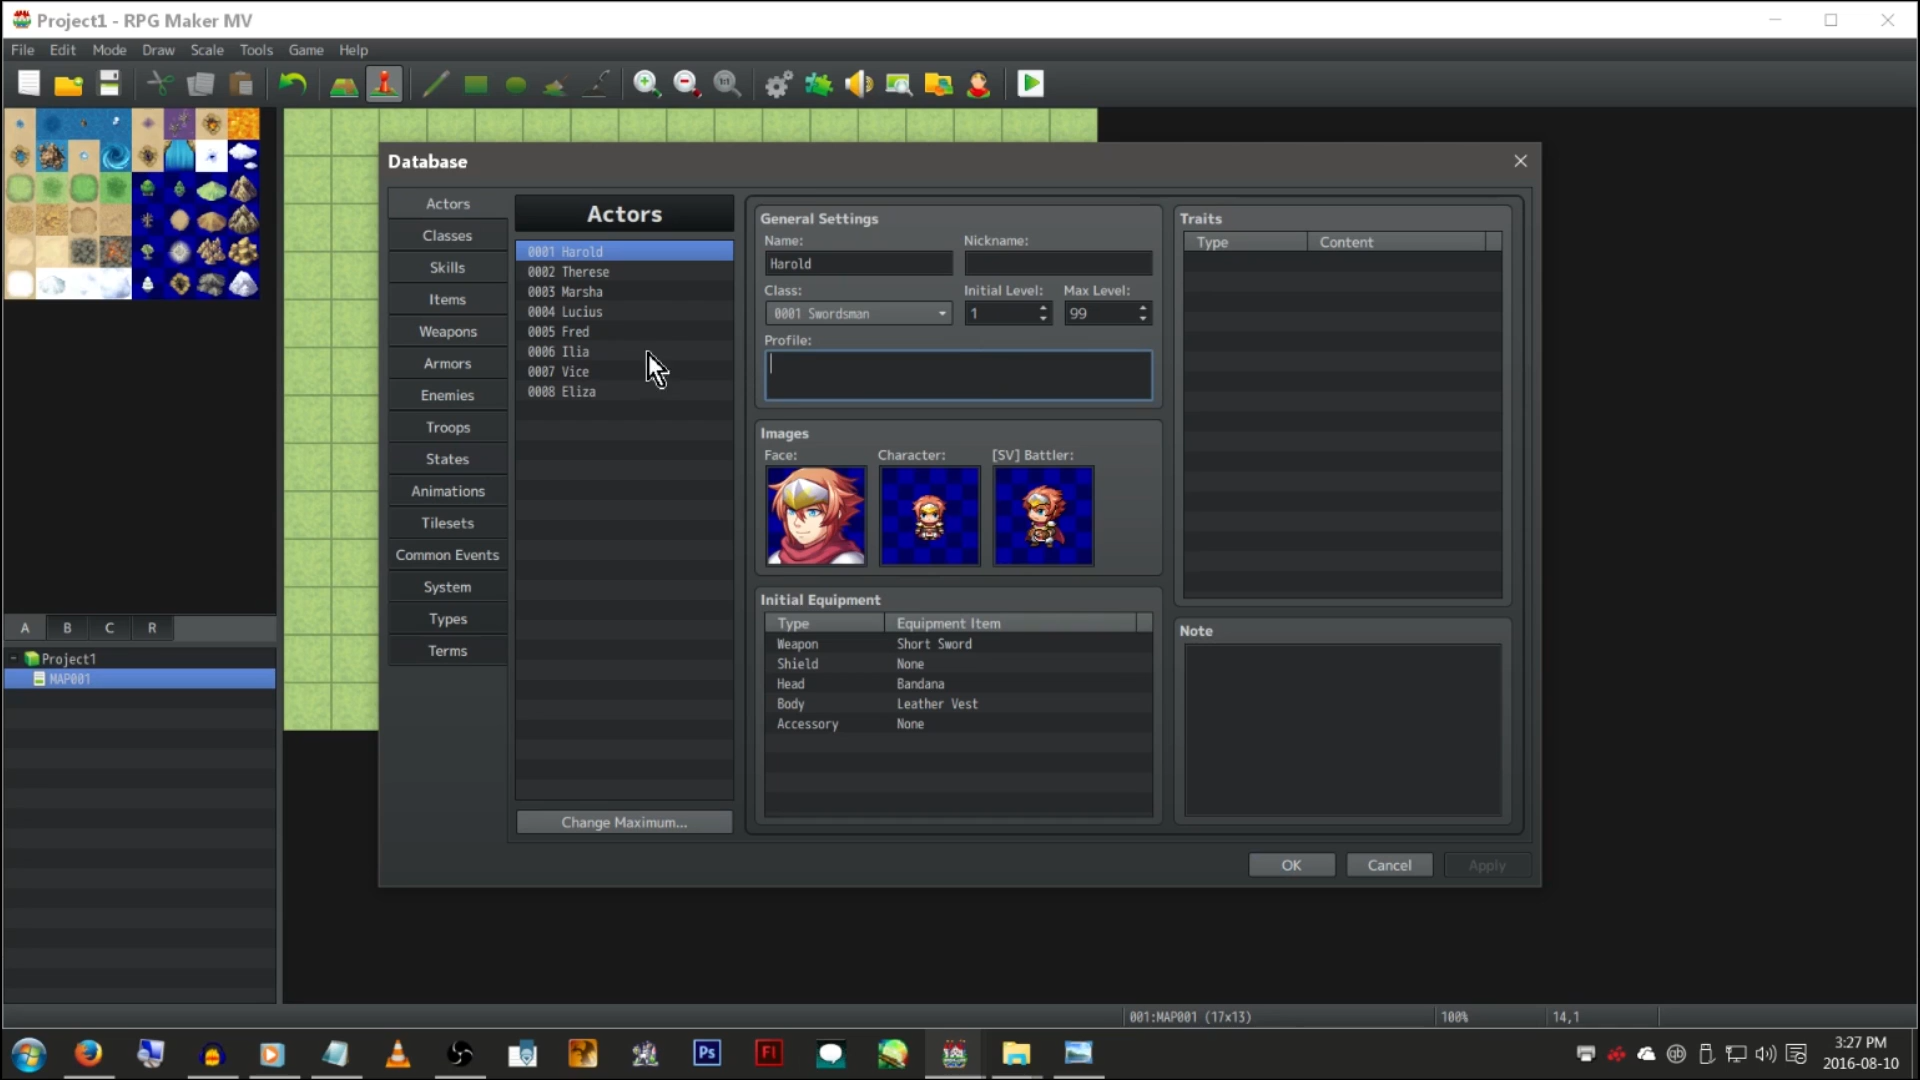 Project1 - RPG Maker MV
File Edit Mode Draw Scale Tools Game Help
1:1
Database
Actors
Classes
Skills
Items
Weapons
Armors
Enemies
Troops
States
Animations
Tilesets
Common Events
System
Types
Terms
Actors
0001 Harold
0002 Therese
0003 Marsha
0004 Lucius
0005 Fred
0006 Ilia
0007 Vice
0008 Eliza
Change Maximum...
General Settings
Name: Nickname:
Harold
Class: Initial Level: Max Level:
0001 Swordsman 1 99
Profile:
Images
Face: Character: [SV] Battler:
Initial Equipment
Type Equipment Item
Weapon Short Sword
Shield None
Head Bandana
Body Leather Vest
Accessory None
Traits
Type Content
Note
OK Cancel Apply
A B C R
Project1
MAP001
001:MAP001 (17x13) 100% 14,1
Ps Fl
3:27 PM
2016-08-10